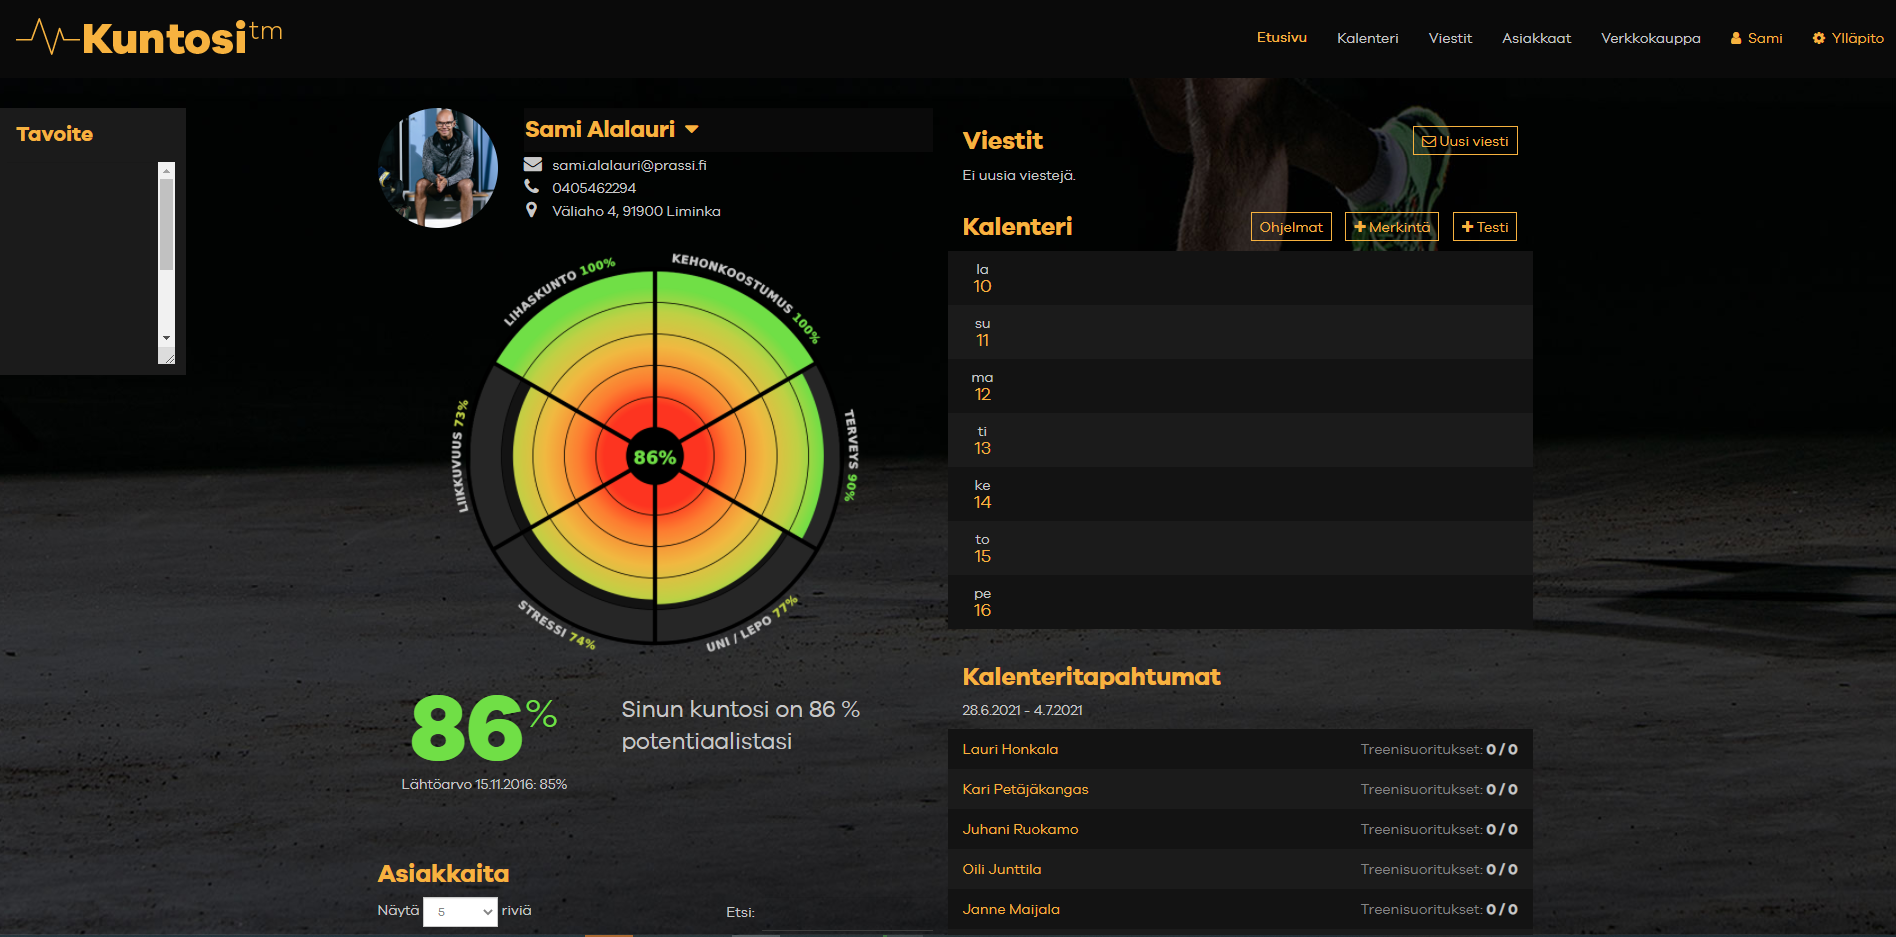 Kuntosi tm
Etusivu Kalenteri Viestit Asiakkaat Verkkokauppa Sami Ylläpito
Tavoite
Sami Alalauri
sami.alalauri@prassi.fi
0405462294
Väliaho 4, 91900 Liminka
LIHASKUNTO 100%
KEHONKOOSTUMUS 100%
LIIKKUVUUS 73%
TERVEYS 90%
86%
STRESSI 74%
UNI / LEPO 77%
86%
Lähtöarvo 15.11.2016: 85%
Sinun kuntosi on 86 %
potentiaalistasi
Asiakkaita
Näytä 5 riviä
Etsi:
Viestit
Uusi viesti
Ei uusia viestejä.
Kalenteri
Ohjelmat
Merkintä
Testi
la
10
su
11
ma
12
ti
13
ke
14
to
15
pe
16
Kalenteritapahtumat
28.6.2021 - 4.7.2021
Lauri Honkala Treenisuoritukset: 0 / 0
Kari Petäjäkangas Treenisuoritukset: 0 / 0
Juhani Ruokamo Treenisuoritukset: 0 / 0
Oili Junttila Treenisuoritukset: 0 / 0
Janne Maijala Treenisuoritukset: 0 / 0